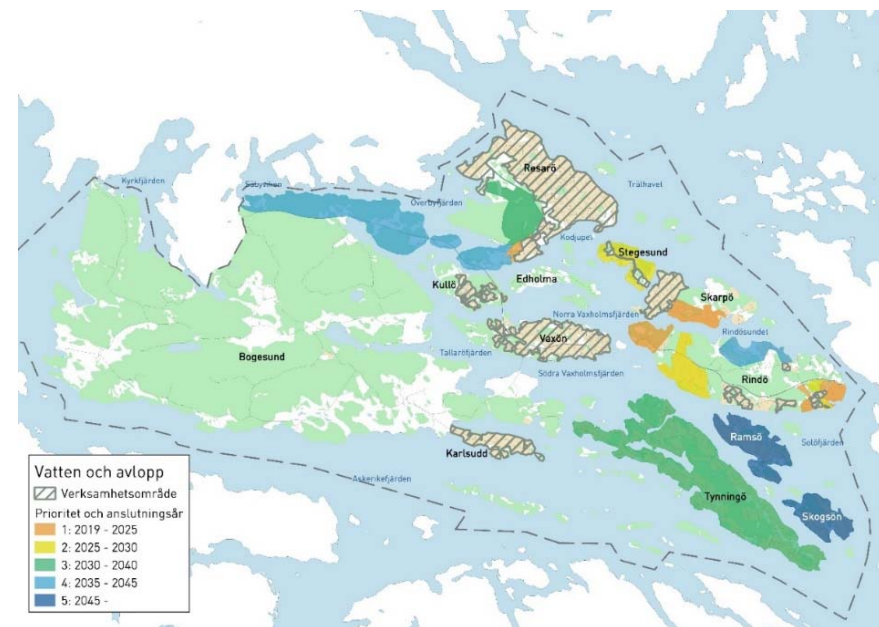 Kyrkfjärden
Säbyviken
Överbyfjärden
Resarö
Trälhavet
Kodjupet
Stegesund
Kullö
Edholma
Skarpö
Norra Vaxholmsfjärden
Rindösundet
Bogesund
Tallaröfjärden
Vaxön
Södra Vaxholmsfjärden
Rindö
Ramsö
Solöfjärden
Karlsudd
Askerikefjärden
Tynningö
Skogsön
Vatten och avlopp
Verksamhetsområde
Prioritet och anslutningsår
1: 2019 - 2025
2: 2025 - 2030
3: 2030 - 2040
4: 2035 - 2045
5: 2045 -